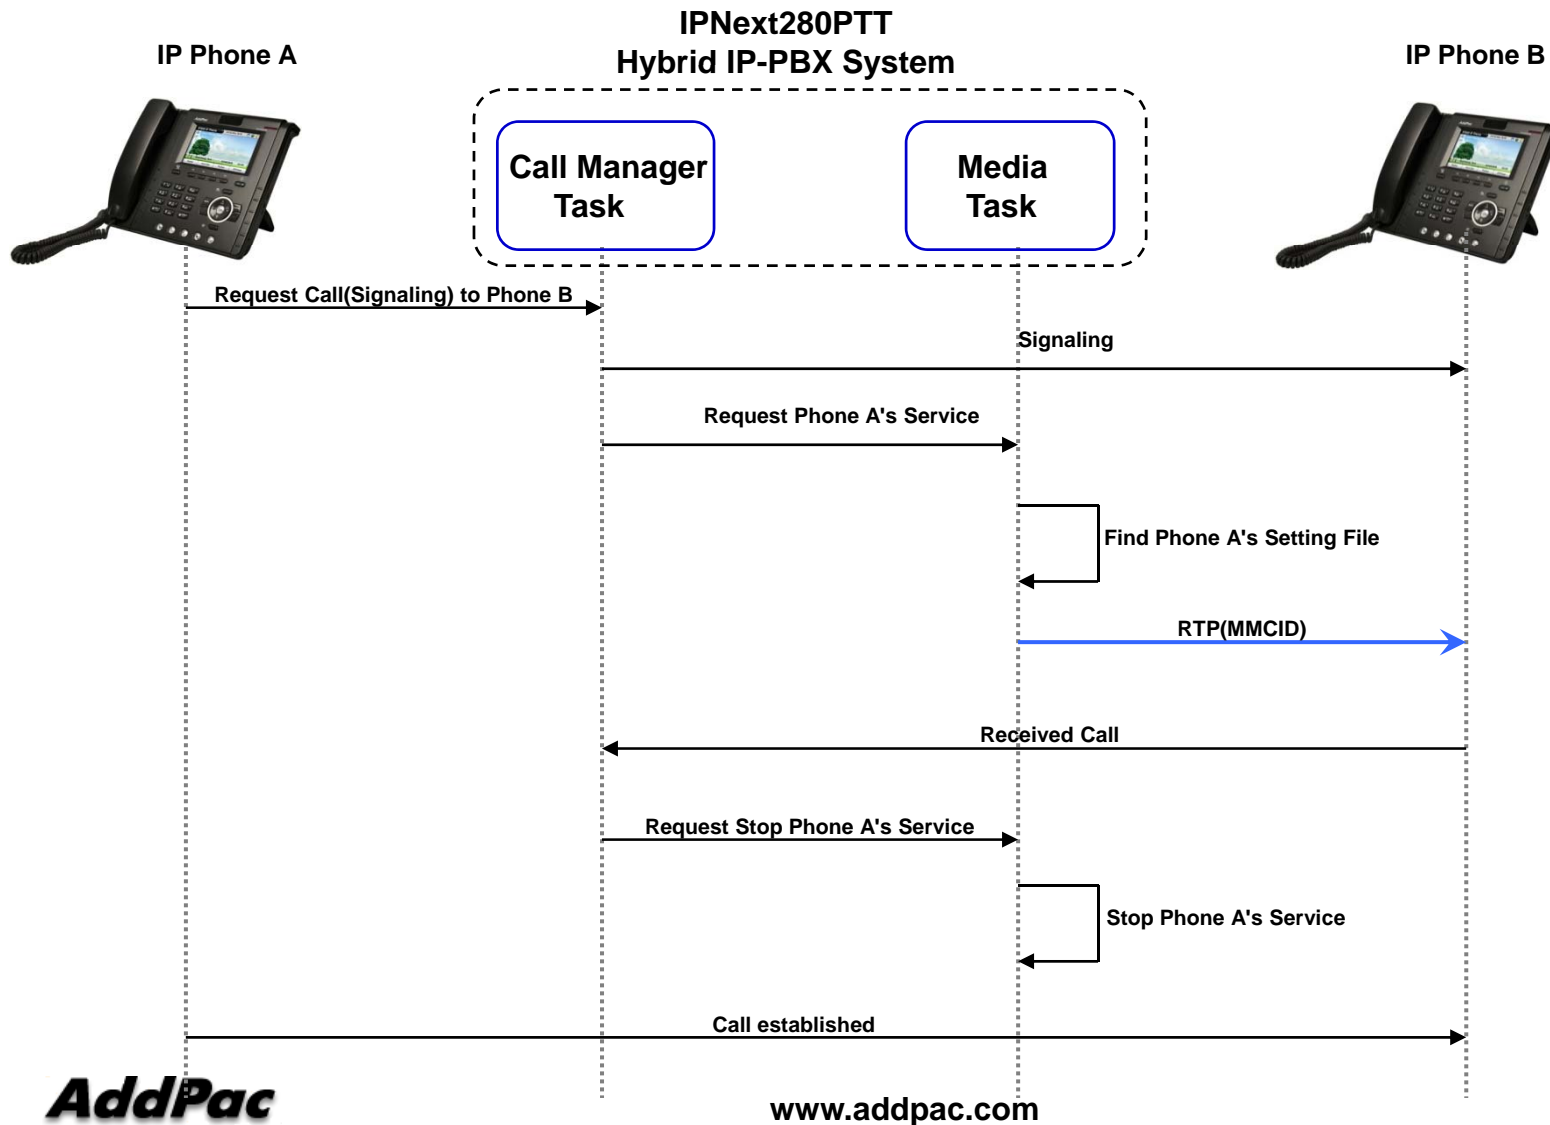 IPNext280PTT
Hybrid IP-PBX System
IP Phone A
IP Phone B
Call Manager
Task
Media
Task
Request Call(Signaling) to Phone B
Signaling
Request Phone A's Service
Find Phone A's Setting File
RTP(MMCID)
Received Call
Request Stop Phone A's Service
Stop Phone A's Service
Call established
AddPac
www.addpac.com